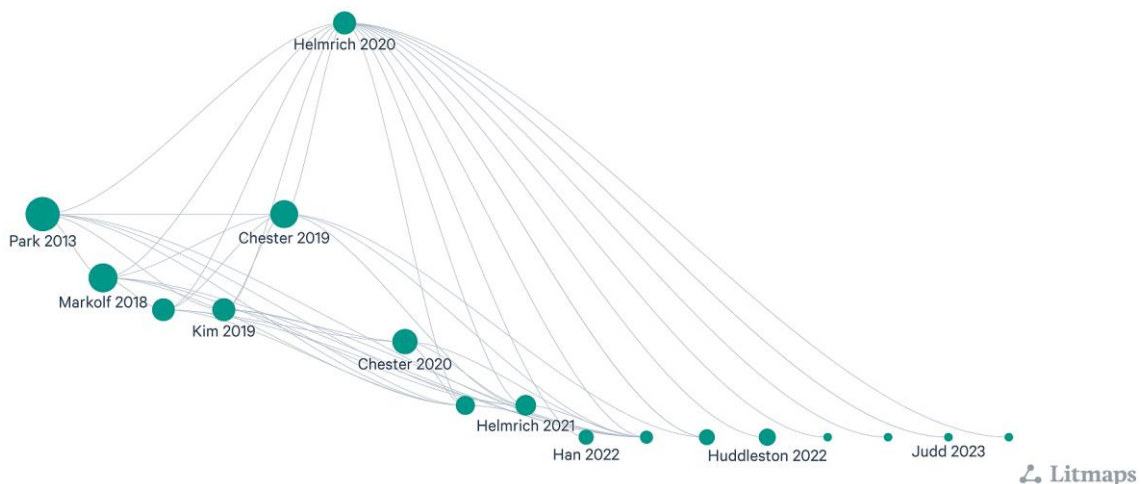 Helmrich 2020
Park 2013
Chester 2019
Markolf 2018
Kim 2019
Chester 2020
Helmrich 2021
Han 2022
Huddleston 2022
Judd 2023
Litmaps